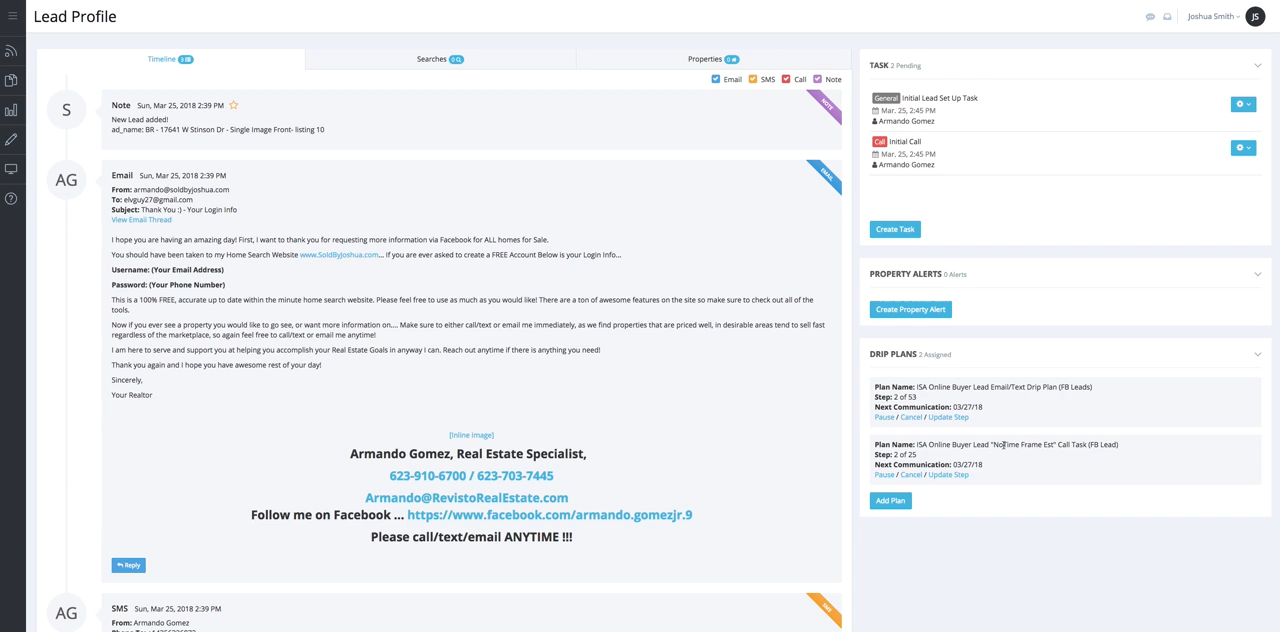 Lead Profile
Joshua Smith
JS
Timeline 3
Searches 0
Properties 0
Email SMS Call Note
S
Note Sun, Mar 25, 2018 2:39 PM
NOTE
New Lead added!
ad_name: BR - 17641 W Stinson Dr - Single Image Front- listing 10
AG
Email Sun, Mar 25, 2018 2:39 PM
EMAIL
From: armando@soldbyjoshua.com
To: elvguy27@gmail.com
Subject: Thank You :) - Your Login Info
View Email Thread
I hope you are having an amazing day! First, I want to thank you for requesting more information via Facebook for ALL homes for Sale.
You should have been taken to my Home Search Website www.SoldByJoshua.com... if you are ever asked to create a FREE Account Below is your Login Info...
Username: (Your Email Address)
Password: (Your Phone Number)
This is a 100% FREE, accurate up to date within the minute home search website. Please feel free to use as much as you would like! There are a ton of awesome features on the site so make sure to check out all of the
tools.
Now if you ever see a property you would like to go see, or want more information on.... Make sure to either call/text or email me immediately, as we find properties that are priced well, in desirable areas tend to sell fast
regardless of the marketplace, so again feel free to call/text or email me anytime!
I am here to serve and support you at helping you accomplish your Real Estate Goals in anyway I can. Reach out anytime if there is anything you need!
Thank you again and I hope you have awesome rest of your day!
Sincerely,
Your Realtor
[Inline image]
Armando Gomez, Real Estate Specialist,
623-910-6700 / 623-703-7445
Armando@RevistoRealEstate.com
Follow me on Facebook ... https://www.facebook.com/armando.gomezjr.9
Please call/text/email ANYTIME !!!
Reply
AG
SMS Sun, Mar 25, 2018 2:39 PM
SMS
From: Armando Gomez
TASK 2 Pending
General Initial Lead Set Up Task
Mar. 25, 2:45 PM
Armando Gomez
Call Initial Call
Mar. 25, 2:45 PM
Armando Gomez
Create Task
PROPERTY ALERTS 0 Alerts
Create Property Alert
DRIP PLANS 2 Assigned
Plan Name: ISA Online Buyer Lead Email/Text Drip Plan (FB Leads)
Step: 2 of 53
Next Communication: 03/27/18
Pause / Cancel / Update Step
Plan Name: ISA Online Buyer Lead "No Time Frame Est" Call Task (FB Lead)
Step: 2 of 25
Next Communication: 03/27/18
Pause / Cancel / Update Step
Add Plan